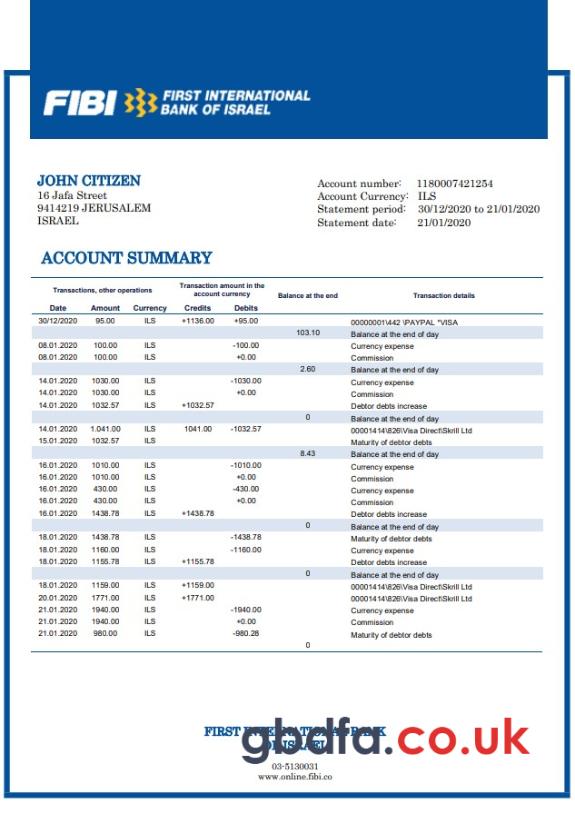 FIBI FIRST INTERNATIONAL
BANK OF ISRAEL
JOHN CITIZEN
16 Jafa Street
9414219 JERUSALEM
ISRAEL
Account number: 1180007421254
Account Currency: ILS
Statement period: 30/12/2020 to 21/01/2020
Statement date: 21/01/2020
ACCOUNT SUMMARY
Transactions, other operations Transaction amount in the account currency Balance at the end Transaction details
Date Amount Currency Credits Debits
30/12/2020 95.00 ILS +1136.00 +95.00 00000001\442 \PAYPAL *VISA
103.10 Balance at the end of day
08.01.2020 100.00 ILS -100.00 Currency expense
08.01.2020 100.00 ILS +0.00 Commission
2.60 Balance at the end of day
14.01.2020 1030.00 ILS -1030.00 Currency expense
14.01.2020 1030.00 ILS +0.00 Commission
14.01.2020 1032.57 ILS +1032.57 Debtor debts increase
0 Balance at the end of day
14.01.2020 1.041.00 ILS 1041.00 -1032.57 00001414\826\Visa Direct\Skrill Ltd
15.01.2020 1032.57 ILS Maturity of debtor debts
8.43 Balance at the end of day
16.01.2020 1010.00 ILS -1010.00 Currency expense
16.01.2020 1010.00 ILS +0.00 Commission
16.01.2020 430.00 ILS -430.00 Currency expense
16.01.2020 430.00 ILS +0.00 Commission
16.01.2020 1438.78 ILS +1438.78 Debtor debts increase
0 Balance at the end of day
18.01.2020 1438.78 ILS -1438.78 Maturity of debtor debts
18.01.2020 1160.00 ILS -1160.00 Currency expense
18.01.2020 1155.78 ILS +1155.78 Debtor debts increase
0 Balance at the end of day
18.01.2020 1159.00 ILS +1159.00 00001414\826\Visa Direct\Skrill Ltd
20.01.2020 1771.00 ILS +1771.00 00001414\826\Visa Direct\Skrill Ltd
21.01.2020 1940.00 ILS -1940.00 Currency expense
21.01.2020 1940.00 ILS +0.00 Commission
21.01.2020 980.00 ILS -980.28 Maturity of debtor debts
0
FIRST INTERNATIONAL BANK
OF ISRAEL
gbdfa.co.uk
03-5130031
www.online.fibi.co